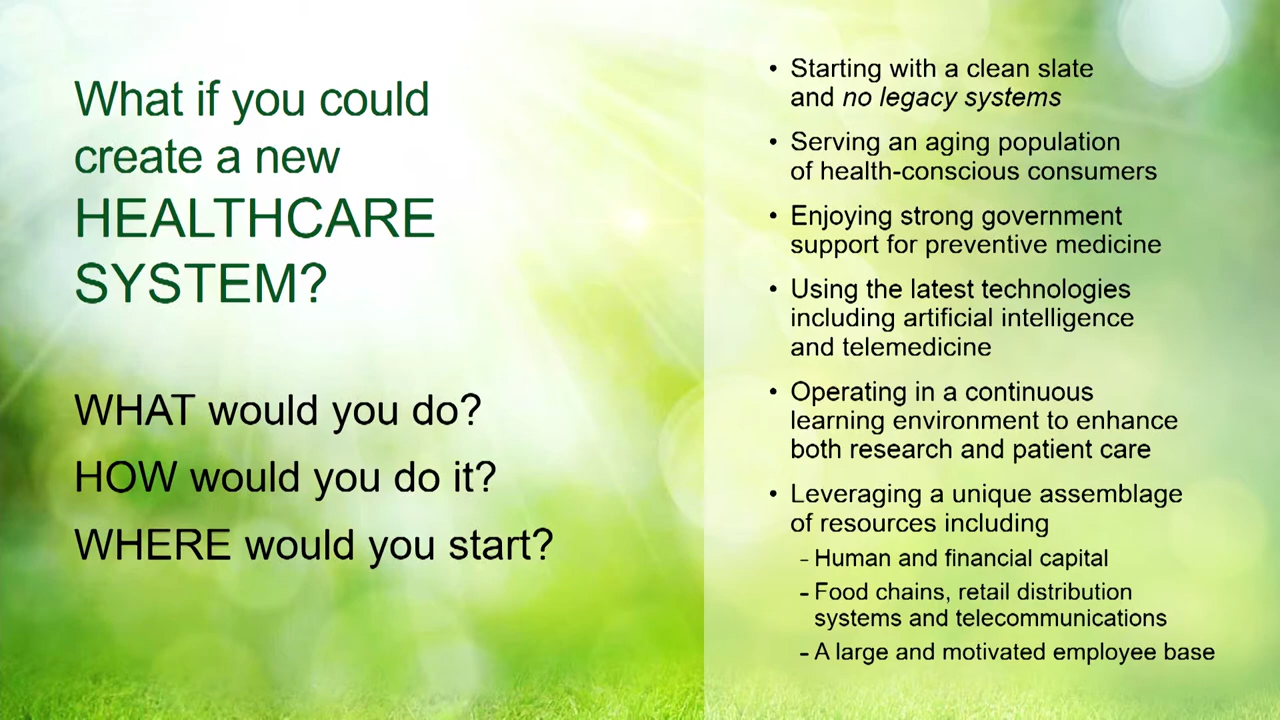 What if you could
create a new
HEALTHCARE
SYSTEM?
WHAT would you do?
HOW would you do it?
WHERE would you start?
• Starting with a clean slate
and no legacy systems
• Serving an aging population
of health-conscious consumers
• Enjoying strong government
support for preventive medicine
• Using the latest technologies
including artificial intelligence
and telemedicine
• Operating in a continuous
learning environment to enhance
both research and patient care
• Leveraging a unique assemblage
of resources including
- Human and financial capital
- Food chains, retail distribution
systems and telecommunications
- A large and motivated employee base